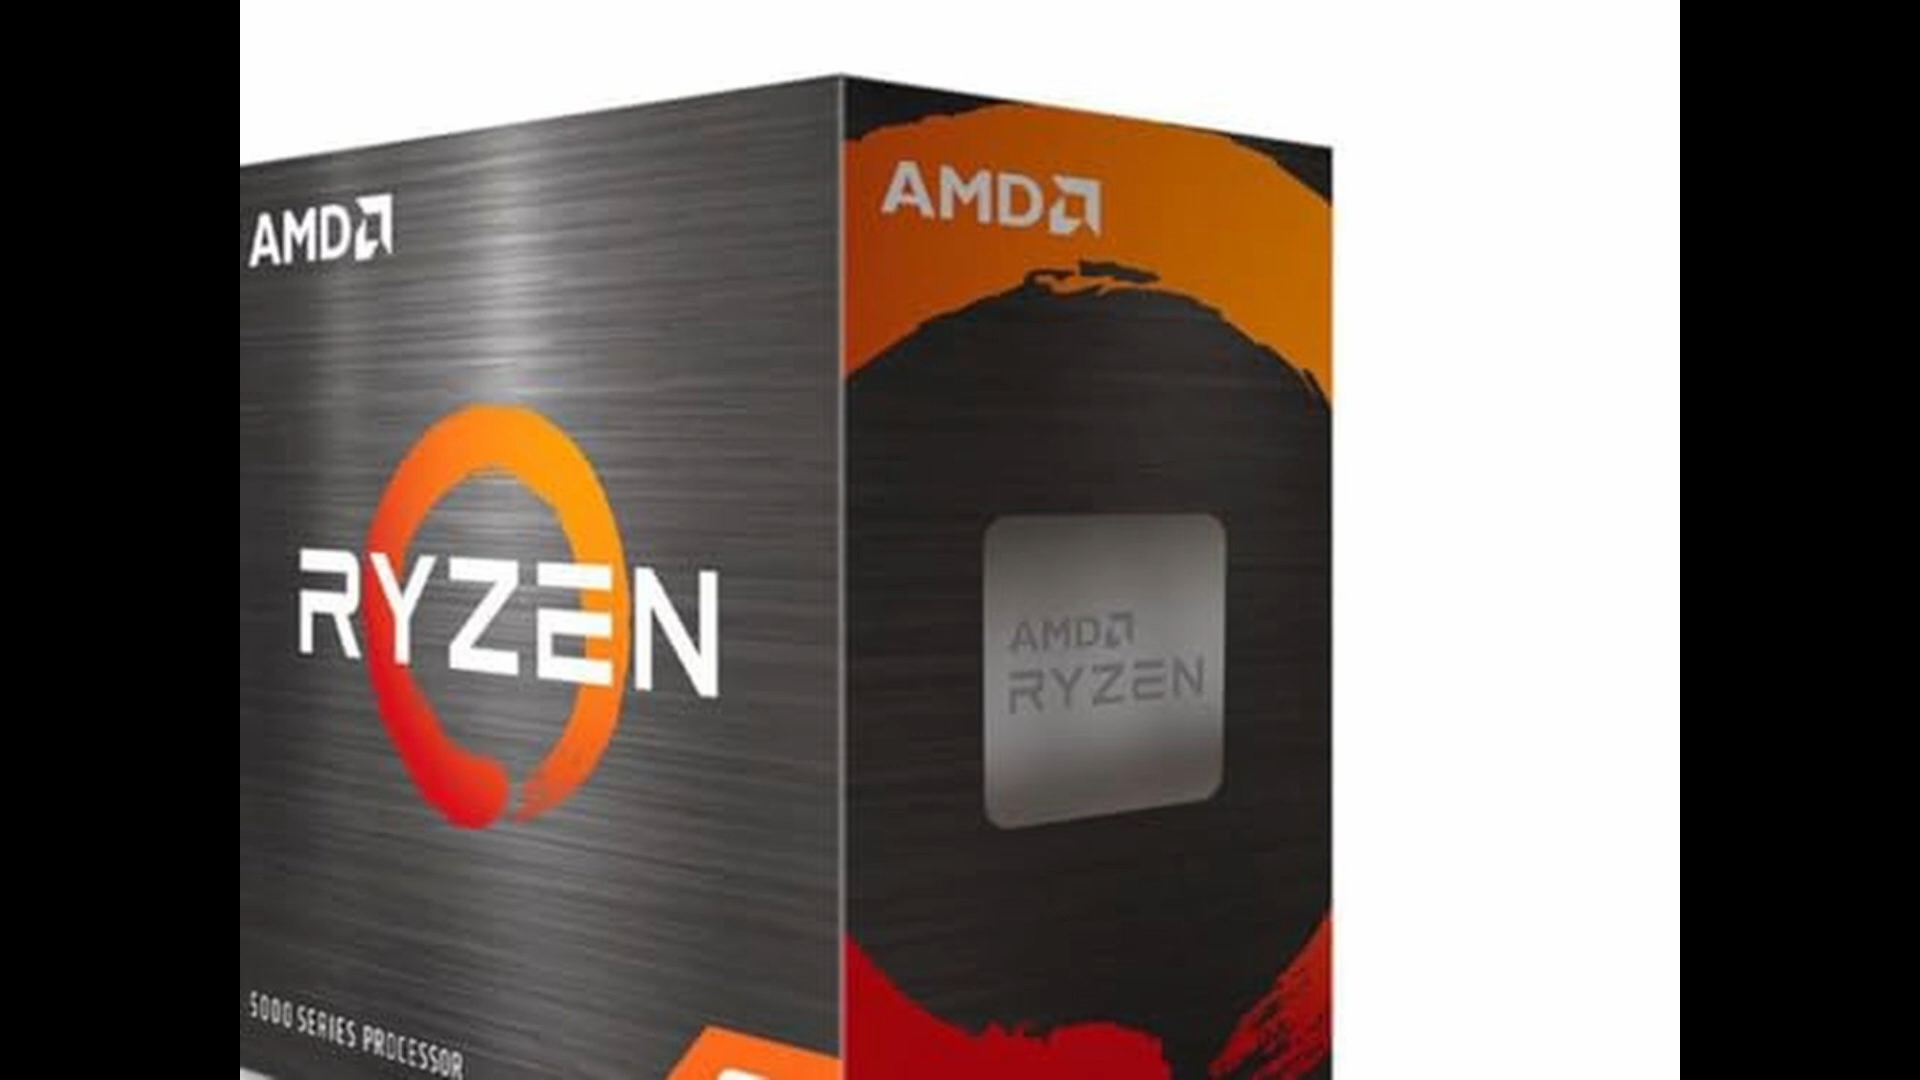 AMD
RYZEN
5000 SERIES PROCESSOR
AMD
AMD
RYZEN